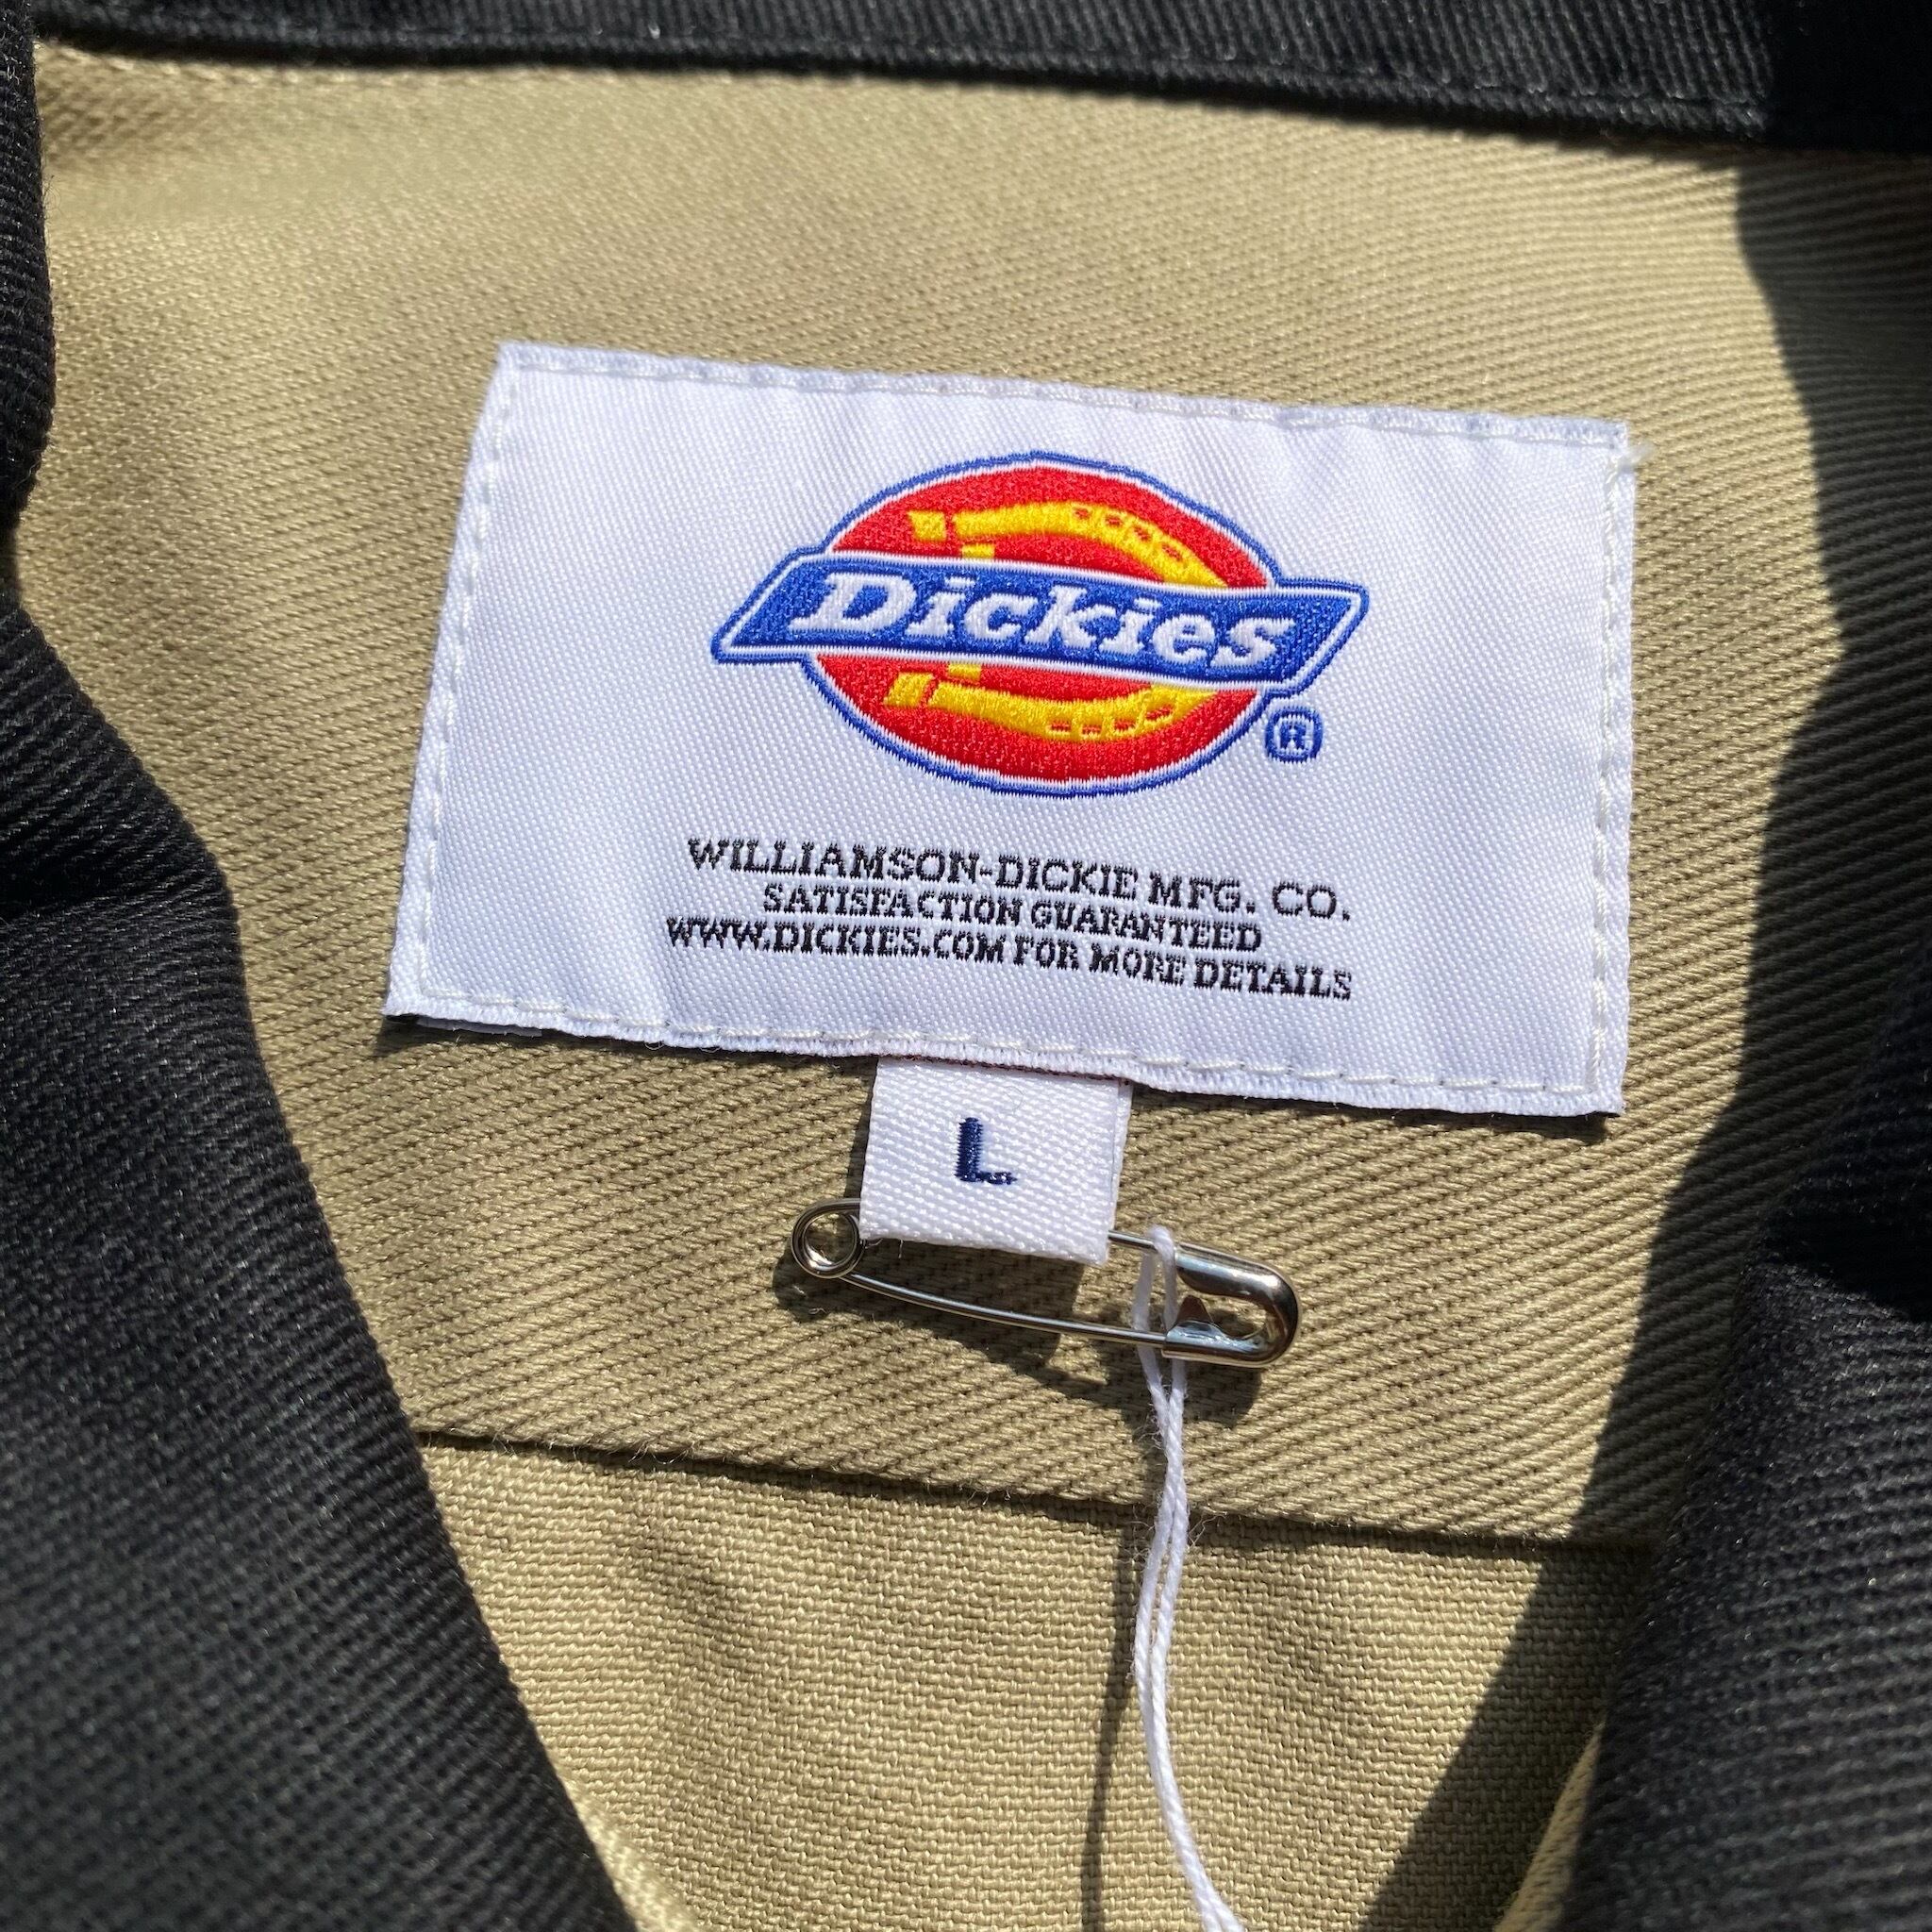 Dickies
®
WILLIAMSON-DICKIE MFG. CO.
SATISFACTION GUARANTEED
WWW.DICKIES.COM FOR MORE DETAILS
L